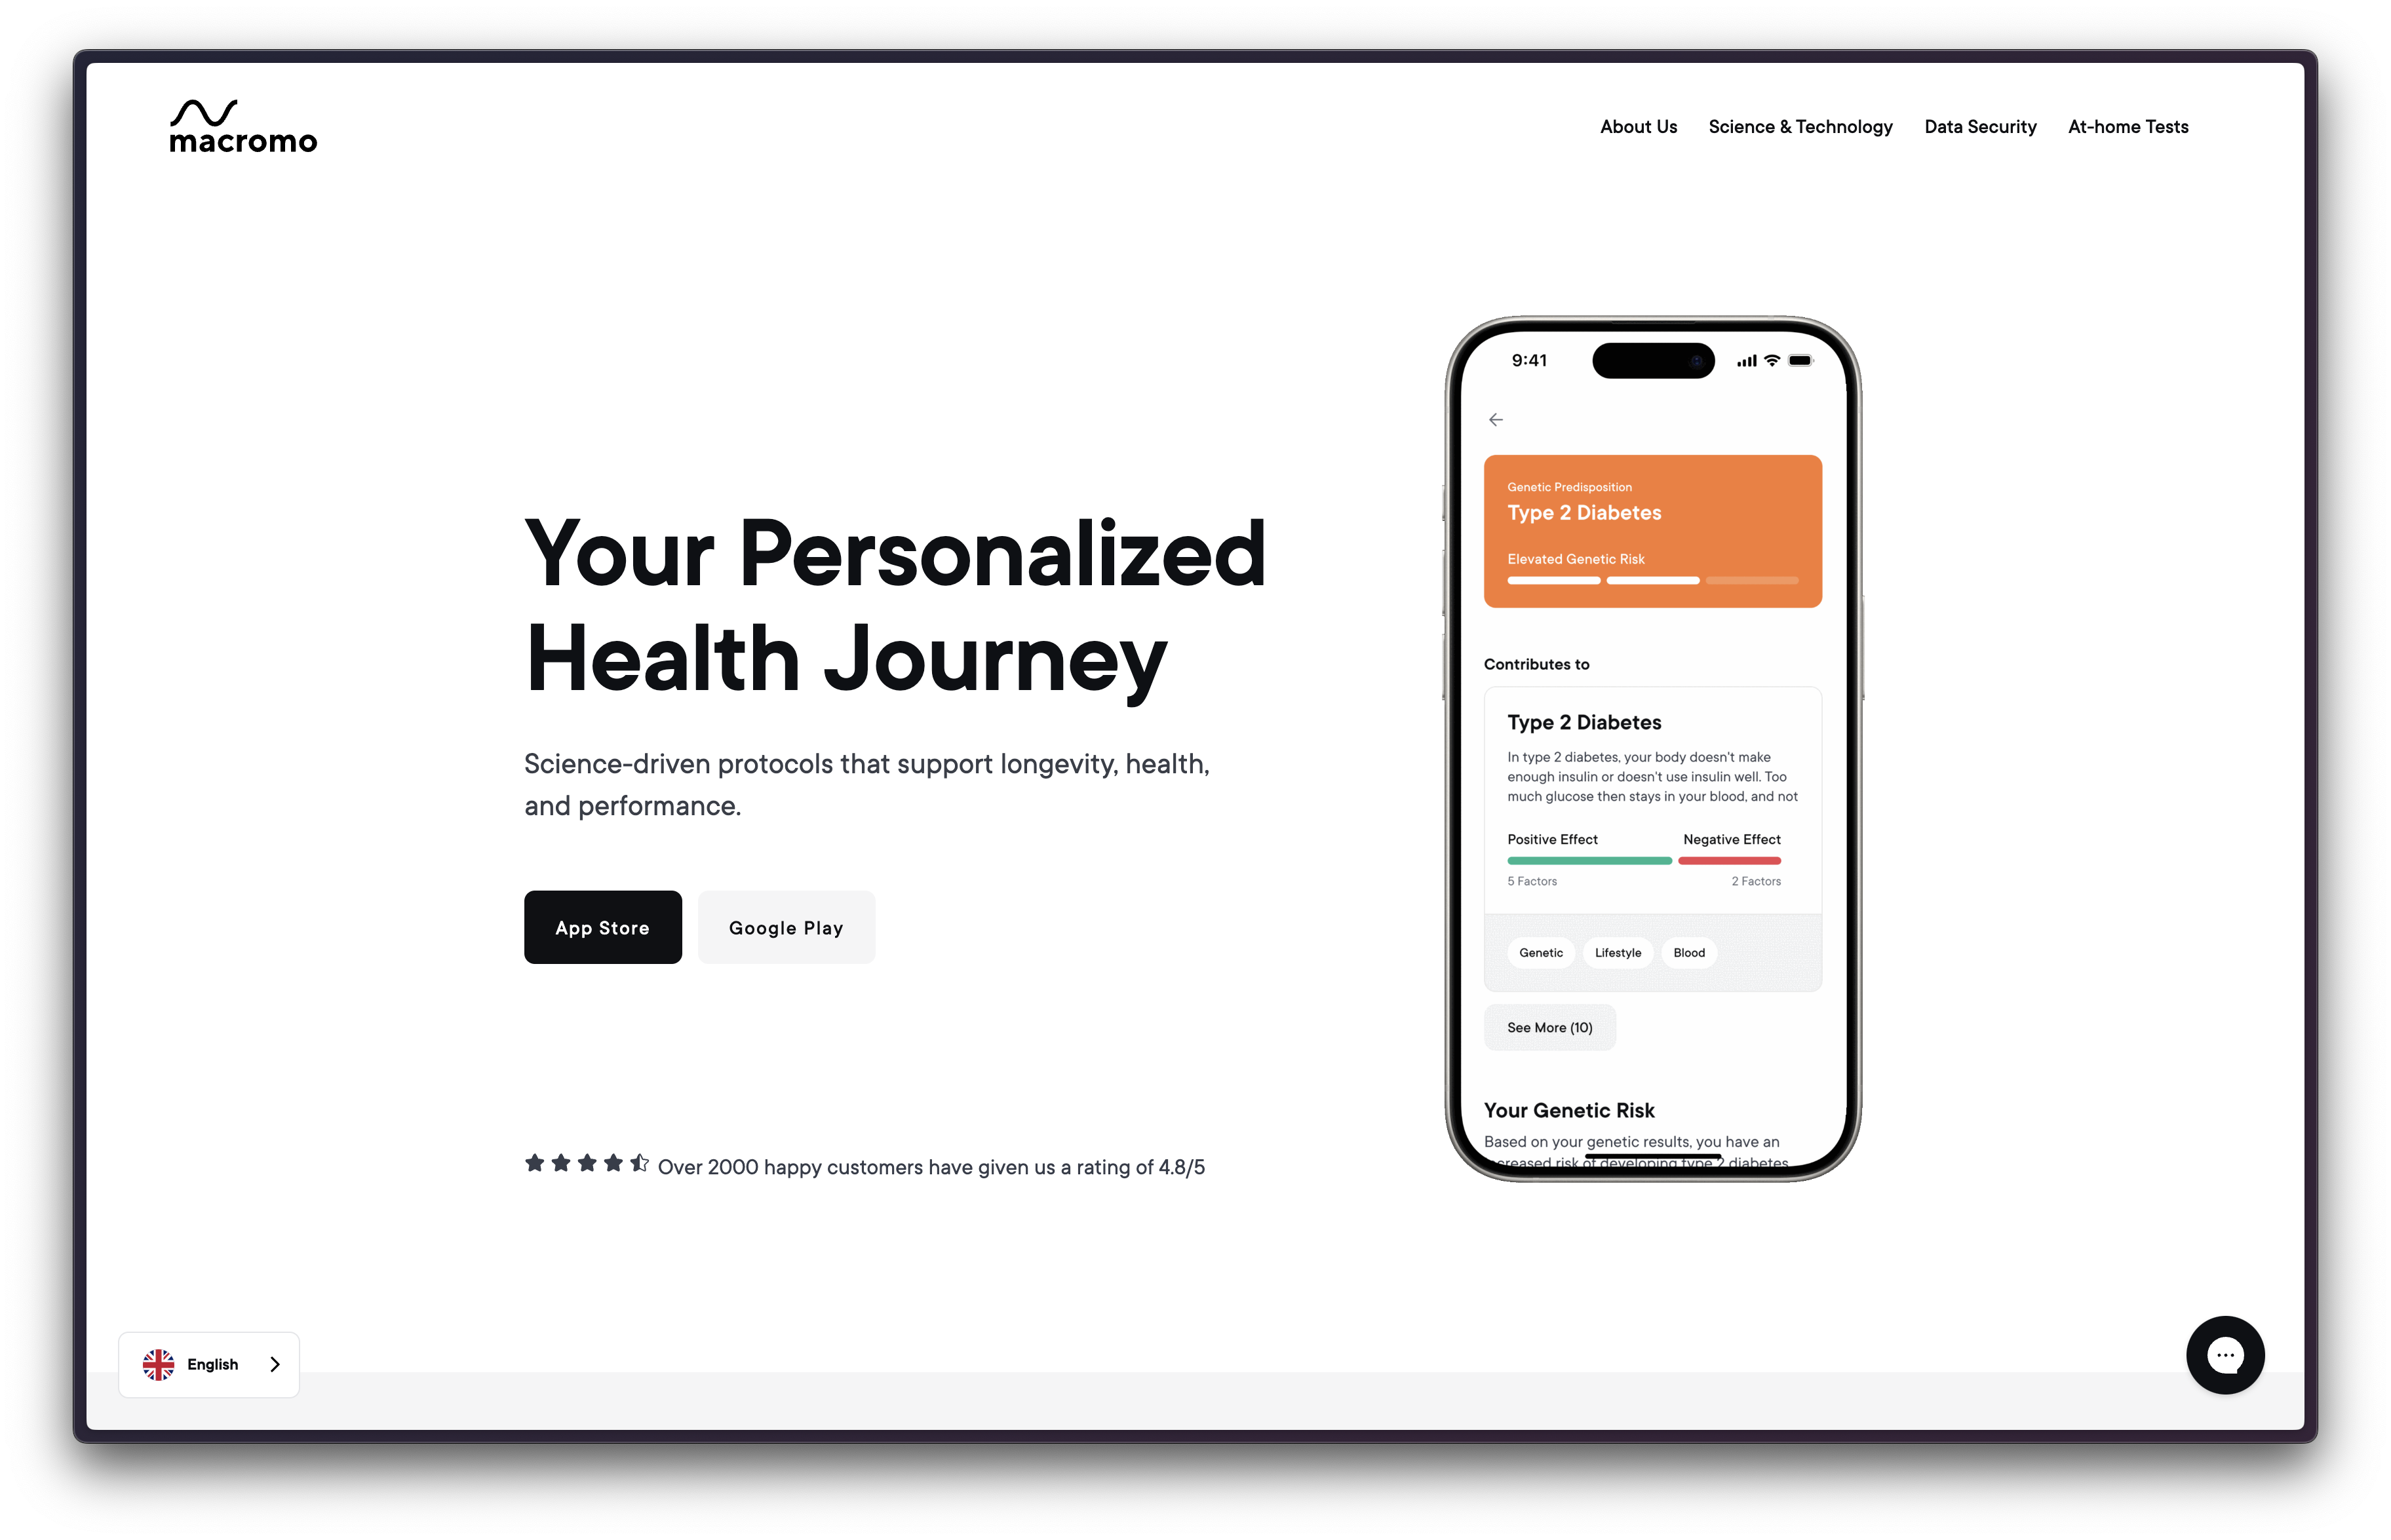 macromo
About Us
Science & Technology
Data Security
At-home Tests
Your Personalized
Health Journey
Science-driven protocols that support longevity, health,
and performance.
App Store
Google Play
Over 2000 happy customers have given us a rating of 4.8/5
9:41
Genetic Predisposition
Type 2 Diabetes
Elevated Genetic Risk
Contributes to
Type 2 Diabetes
In type 2 diabetes, your body doesn't make
enough insulin or doesn't use insulin well. Too
much glucose then stays in your blood, and not
Positive Effect
Negative Effect
5 Factors
2 Factors
Genetic
Lifestyle
Blood
See More (10)
Your Genetic Risk
Based on your genetic results, you have an
risk of developing type 2 diabetes
English